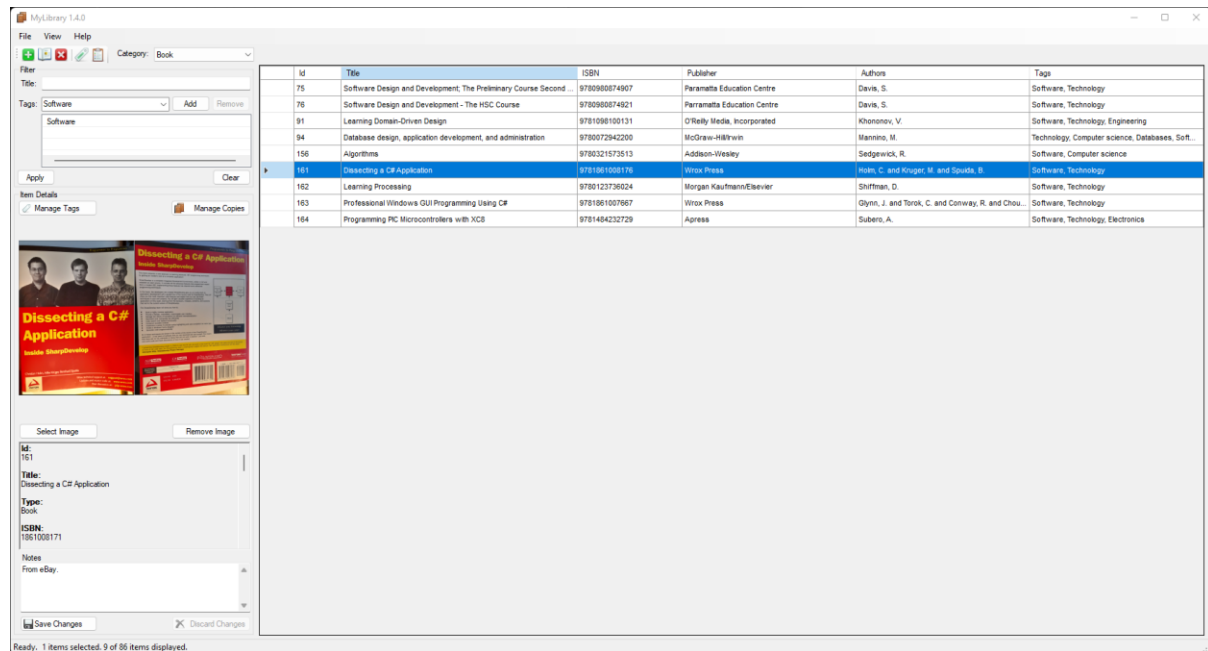 MyLibrary 1.4.0
File View Help
Category: Book
Filter
Title:
Tags: Software Add Remove
Software
Apply Clear
Item Details
Manage Tags Manage Copies
Dissecting a C# Application
Inside SharpDevelop
Dissecting a C#
Application
Inside SharpDevelop
Select Image Remove Image
Id:
161
Title:
Dissecting a C# Application
Type:
Book
ISBN:
1861008171
Notes
From eBay.
Save Changes Discard Changes
Id Title ISBN Publisher Authors Tags
75 Software Design and Development; The Preliminary Course Second ... 9780980874907 Paramatta Education Centre Davis, S. Software, Technology
76 Software Design and Development - The HSC Course 9780980874921 Parramatta Education Centre Davis, S. Software, Technology
91 Learning Domain-Driven Design 9781098100131 O'Reilly Media, Incorporated Khononov, V. Software, Technology, Engineering
94 Database design, application development, and administration 9780072942200 McGraw-Hill/Irwin Mannino, M. Technology, Computer science, Databases, Soft...
156 Algorithms 9780321573513 Addison-Wesley Sedgewick, R. Software, Computer science
161 Dissecting a C# Application 9781861008176 Wrox Press Holm, C. and Kruger, M. and Spuida, B. Software, Technology
162 Learning Processing 9780123736024 Morgan Kaufmann/Elsevier Shiffman, D. Software, Technology
163 Professional Windows GUI Programming Using C# 9781861007667 Wrox Press Glynn, J. and Torok, C. and Conway, R. and Chou... Software, Technology
164 Programming PIC Microcontrollers with XC8 9781484232729 Apress Subero, A. Software, Technology, Electronics
Ready. 1 items selected. 9 of 86 items displayed.